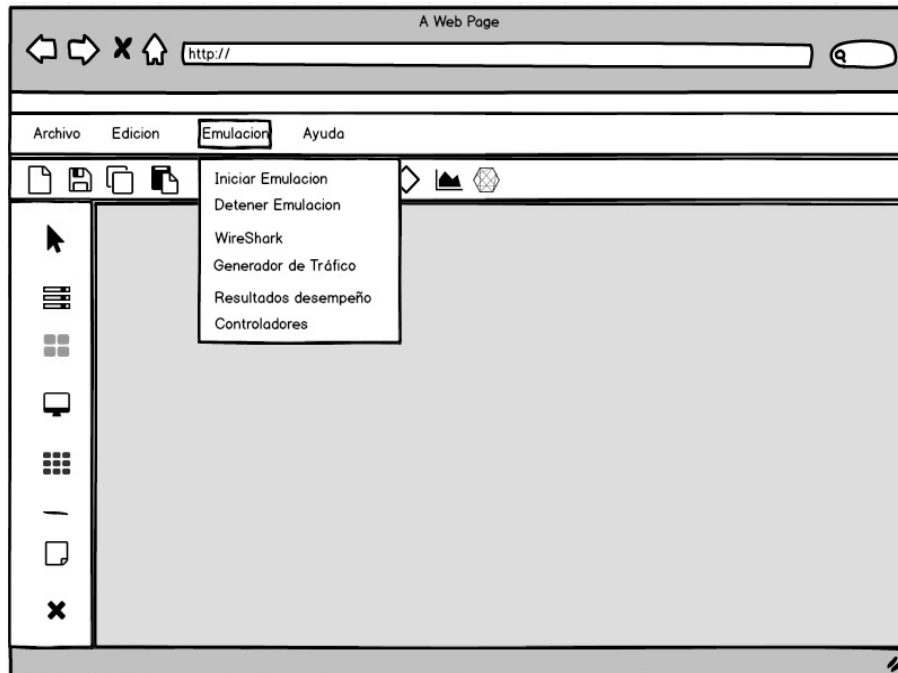 A Web Page
http://
Archivo Edicion Emulacion Ayuda
Iniciar Emulacion
Detener Emulacion
WireShark
Generador de Tráfico
Resultados desempeño
Controladores